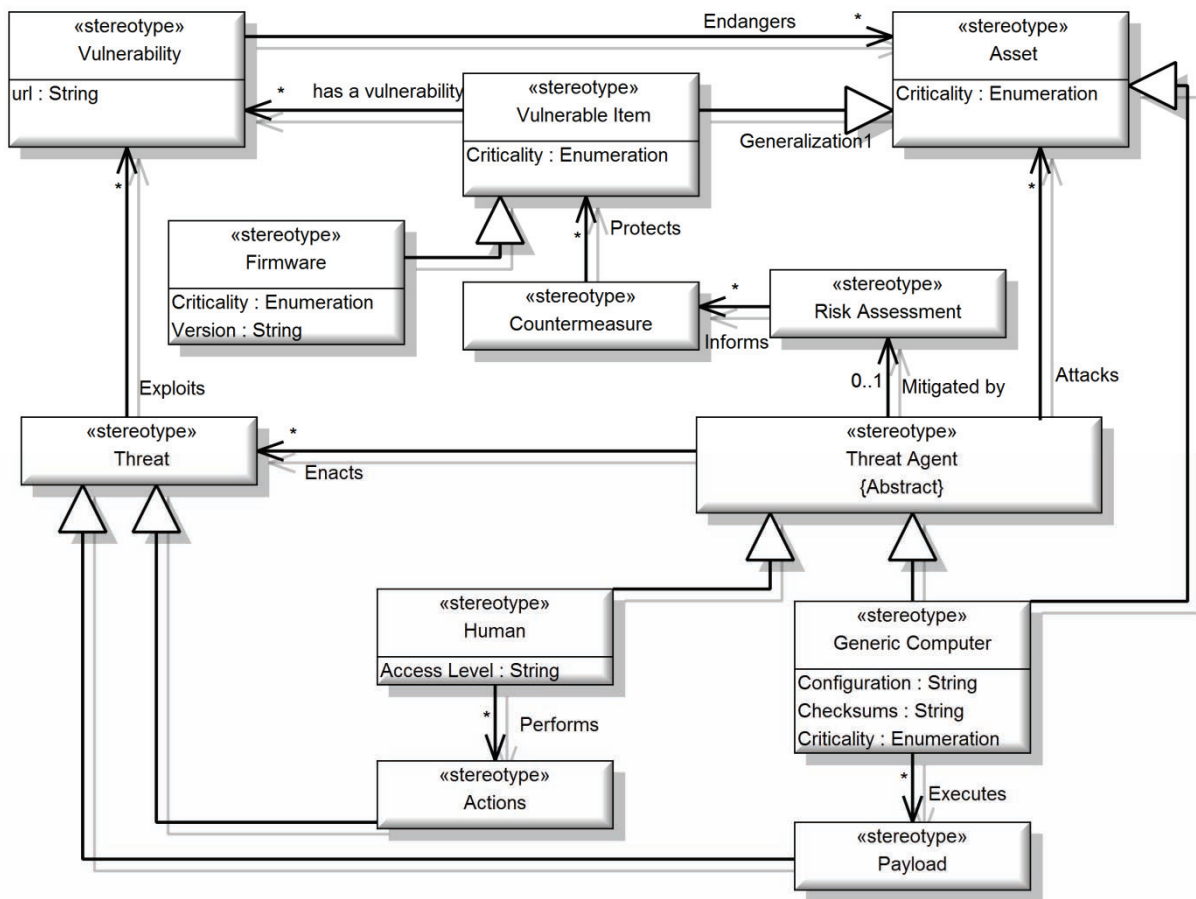 «stereotype»
Vulnerability
url : String
Endangers
*
«stereotype»
Asset
Criticality : Enumeration
*
has a vulnerability
«stereotype»
Vulnerable Item
Criticality : Enumeration
Generalization1
*
*
*
Protects
«stereotype»
Firmware
Criticality : Enumeration
Version : String
«stereotype»
Countermeasure
*
Informs
«stereotype»
Risk Assessment
Exploits
0..1
Mitigated by
Attacks
«stereotype»
Threat
*
Enacts
«stereotype»
Threat Agent
{Abstract}
«stereotype»
Human
Access Level : String
«stereotype»
Generic Computer
Configuration : String
Checksums : String
Criticality : Enumeration
*
Performs
«stereotype»
Actions
*
Executes
«stereotype»
Payload